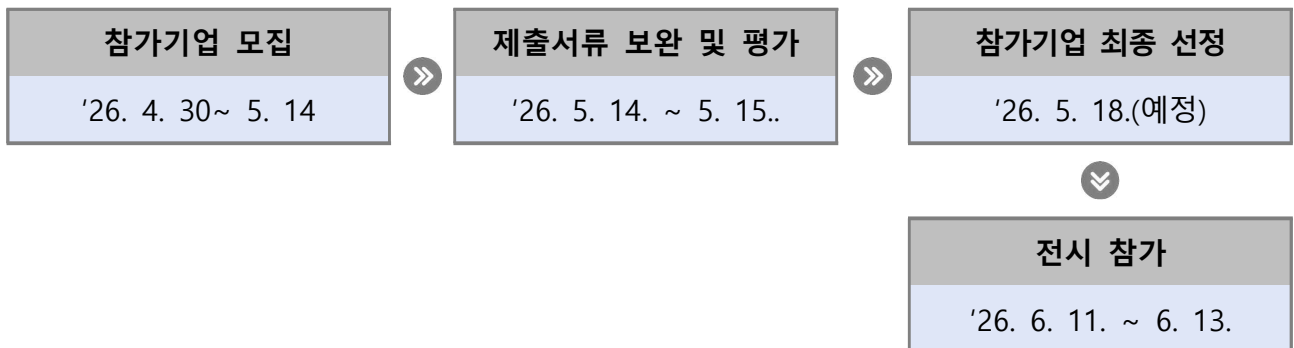 참가기업 모집
'26. 4. 30~ 5. 14
제출서류 보완 및 평가
'26. 5. 14. ~ 5. 15..
참가기업 최종 선정
'26. 5. 18.(예정)
전시 참가
'26. 6. 11. ~ 6. 13.